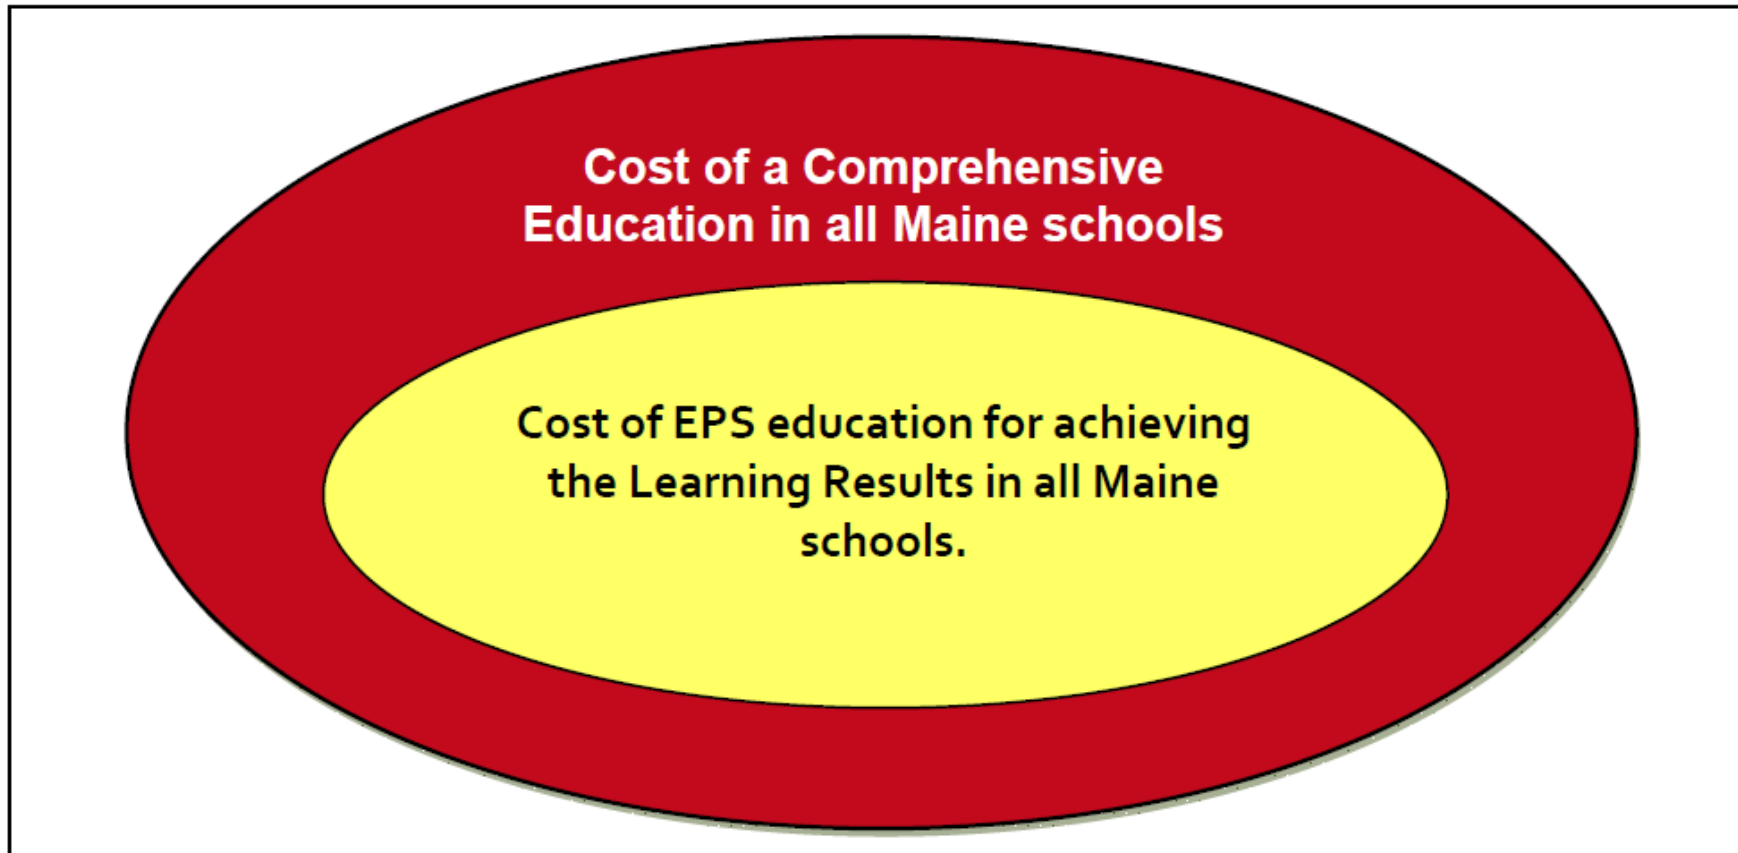 Cost of a Comprehensive
Education in all Maine schools
Cost of EPS education for achieving
the Learning Results in all Maine
schools.